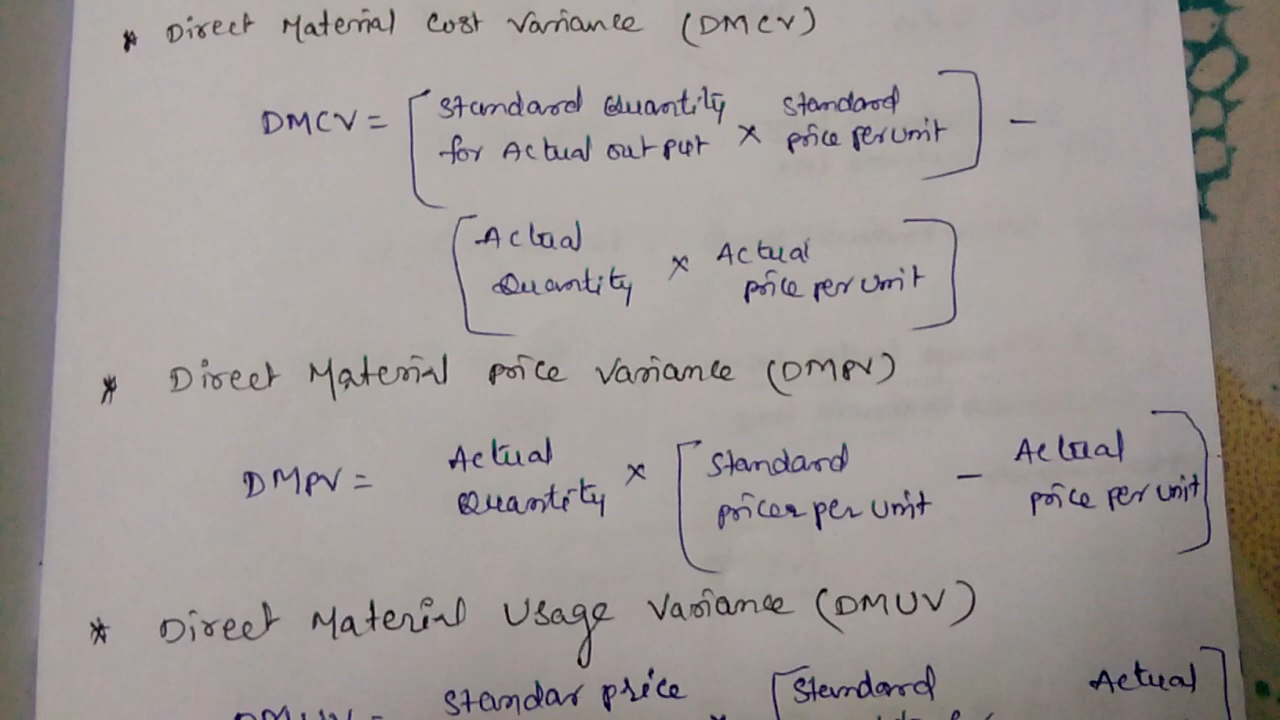 * Direct Material Cost Variance (DMCV)
DMCV = [Standard Quantity × Standard
for Actual output price per unit] -
[Actual × Actual
Quantity price per unit]
* Direct Material price Variance (DMPV)
DMPV = Actual × [Standard - Actual
Quantity pricer per unit price per unit]
* Direct Material Usage Variance (DMUV)
Standar price [Standard Actual]